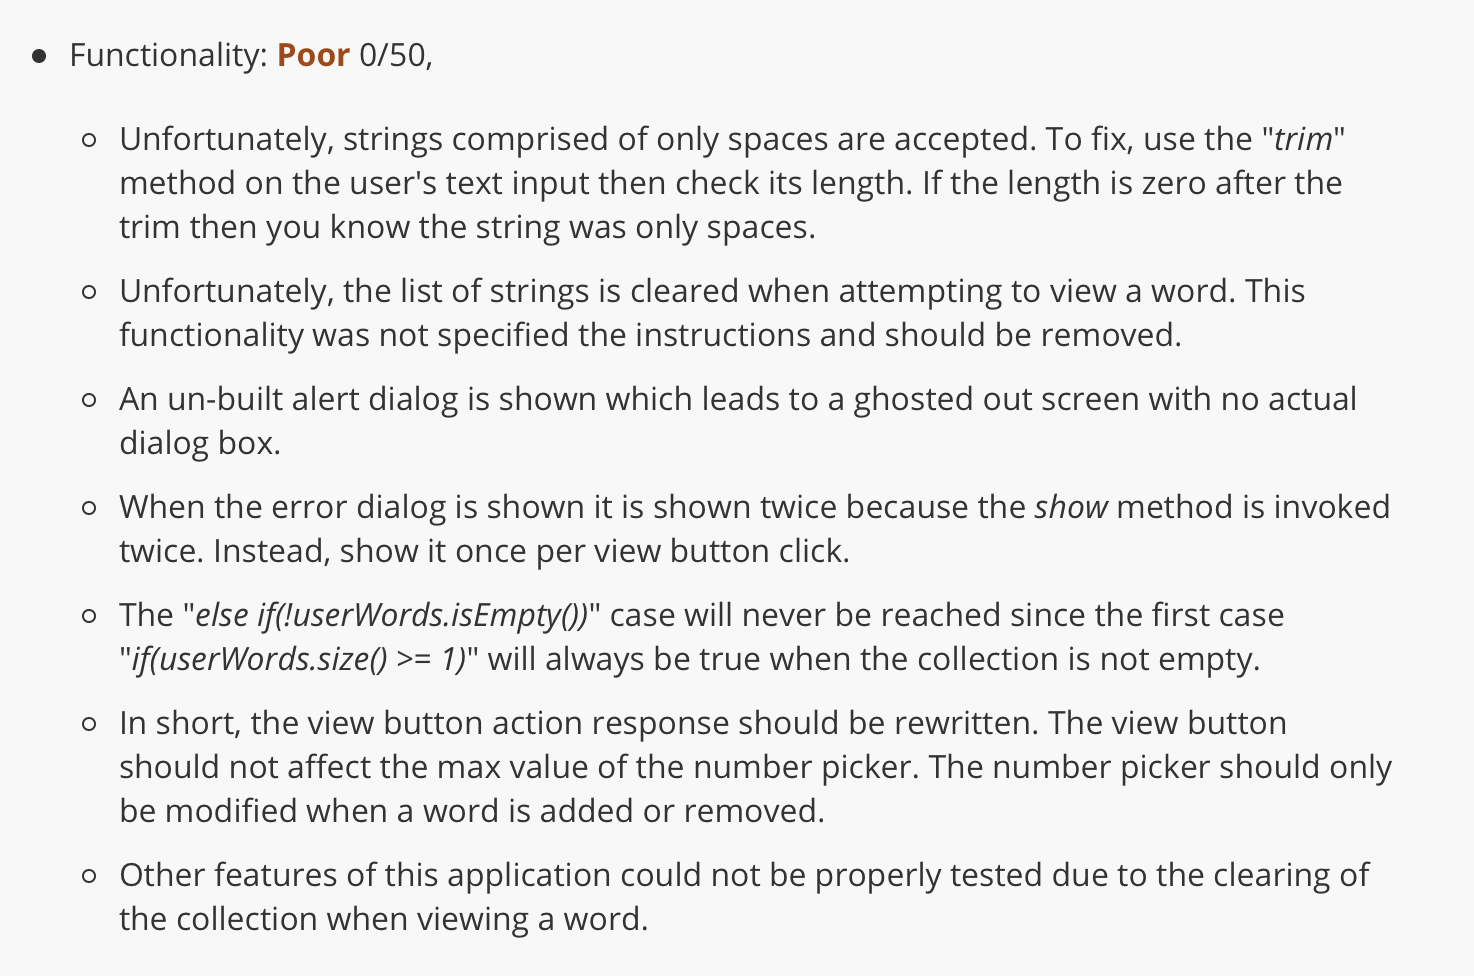 ● Functionality: Poor 0/50,
○ Unfortunately, strings comprised of only spaces are accepted. To fix, use the "trim"
method on the user's text input then check its length. If the length is zero after the
trim then you know the string was only spaces.
○ Unfortunately, the list of strings is cleared when attempting to view a word. This
functionality was not specified the instructions and should be removed.
○ An un-built alert dialog is shown which leads to a ghosted out screen with no actual
dialog box.
○ When the error dialog is shown it is shown twice because the show method is invoked
twice. Instead, show it once per view button click.
○ The "else if(!userWords.isEmpty())" case will never be reached since the first case
"if(userWords.size() >= 1)" will always be true when the collection is not empty.
○ In short, the view button action response should be rewritten. The view button
should not affect the max value of the number picker. The number picker should only
be modified when a word is added or removed.
○ Other features of this application could not be properly tested due to the clearing of
the collection when viewing a word.